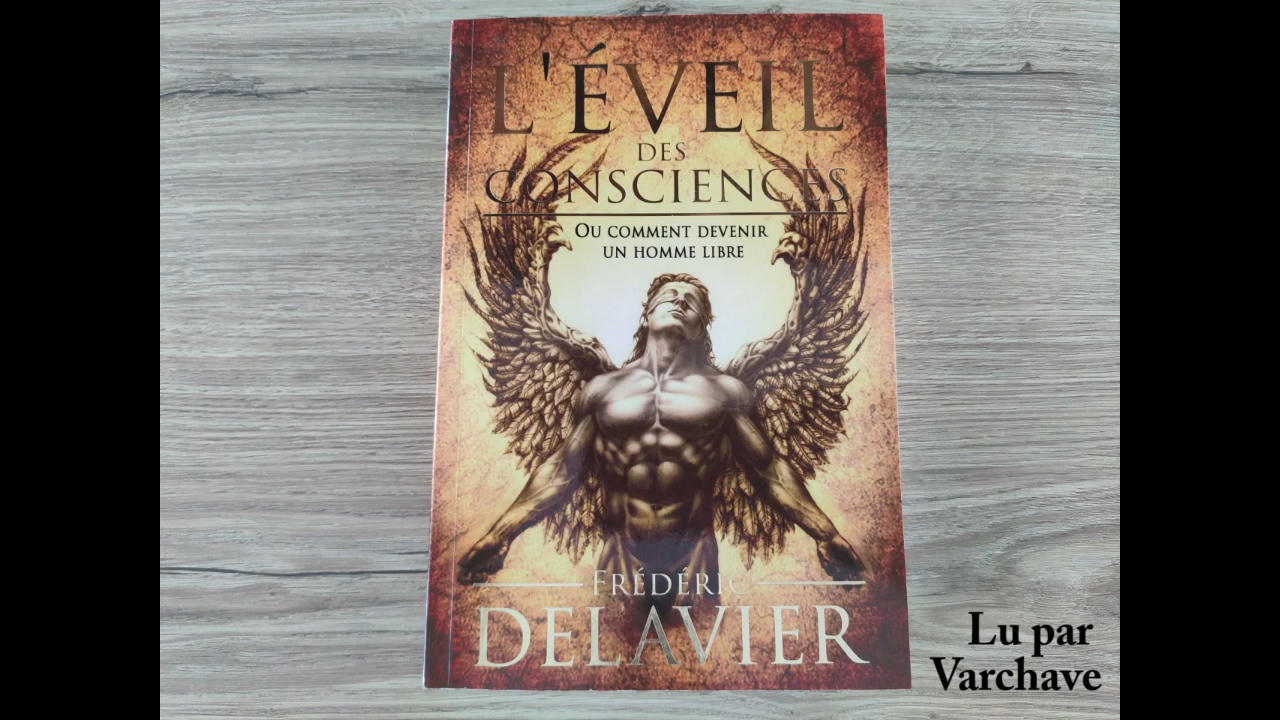 L'ÉVEIL
DES
CONSCIENCES
OU COMMENT DEVENIR
UN HOMME LIBRE
FRÉDÉRIC
DELAVIER
Lu par
Varchave